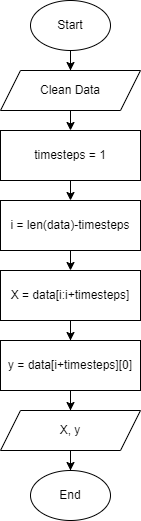 Start
Clean Data
timesteps = 1
i = len(data)-timesteps
X = data[i:i+timesteps]
y = data[i+timesteps][0]
X, y
End